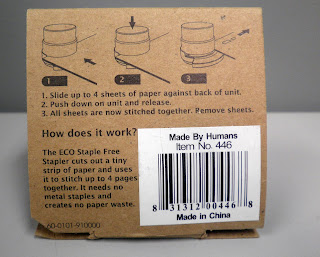 1
2
3
1. Slide up to 4 sheets of paper against back of unit.
2. Push down on unit and release.
3. All sheets are now stitched together. Remove sheets.
How does it work?
The ECO Staple Free
Stapler cuts out a tiny
strip of paper and uses
it to stitch up to 4 pages
together. It needs no
metal staples and
creates no paper waste.
60-0101-910000
Made By Humans
Item No. 446
8 31312 00446 8
Made in China